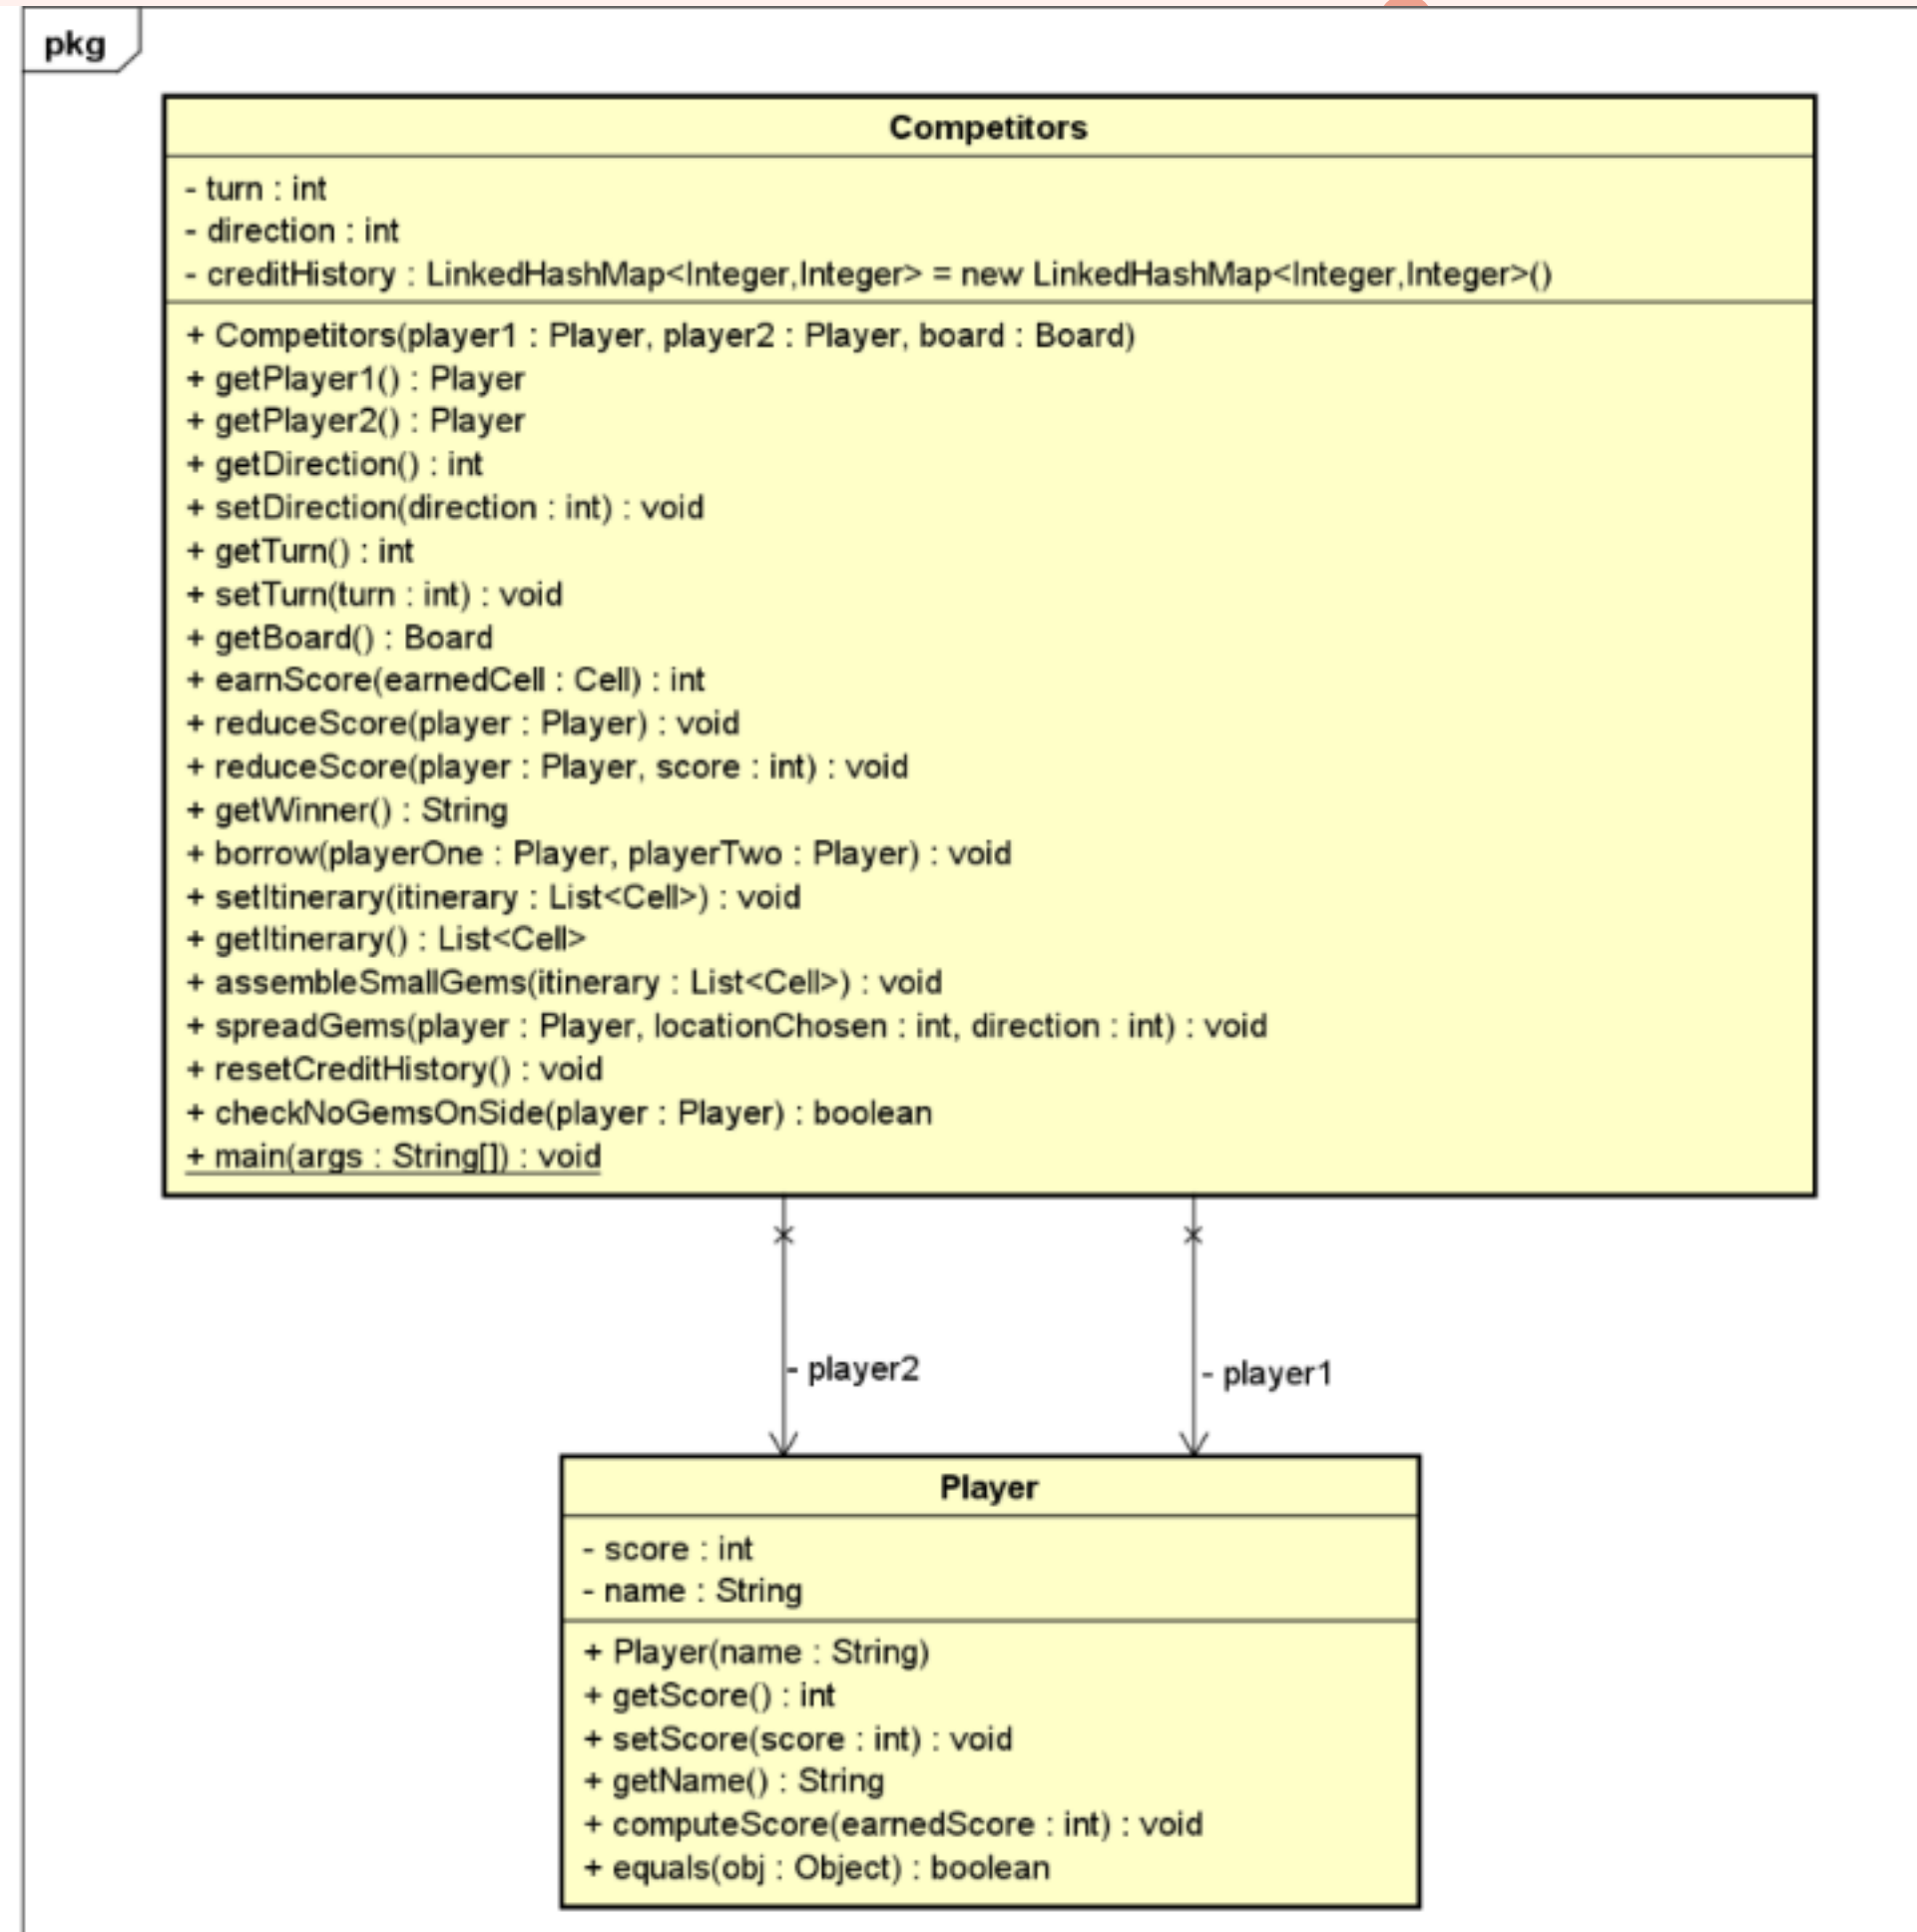 pkg
Competitors
- turn : int
- direction : int
- creditHistory : LinkedHashMap<Integer,Integer> = new LinkedHashMap<Integer,Integer>()
+ Competitors(player1 : Player, player2 : Player, board : Board)
+ getPlayer1() : Player
+ getPlayer2() : Player
+ getDirection() : int
+ setDirection(direction : int) : void
+ getTurn() : int
+ setTurn(turn : int) : void
+ getBoard() : Board
+ earnScore(earnedCell : Cell) : int
+ reduceScore(player : Player) : void
+ reduceScore(player : Player, score : int) : void
+ getWinner() : String
+ borrow(playerOne : Player, playerTwo : Player) : void
+ setItinerary(itinerary : List<Cell>) : void
+ getItinerary() : List<Cell>
+ assembleSmallGems(itinerary : List<Cell>) : void
+ spreadGems(player : Player, locationChosen : int, direction : int) : void
+ resetCreditHistory() : void
+ checkNoGemsOnSide(player : Player) : boolean
+ main(args : String[]) : void
- player2
- player1
Player
- score : int
- name : String
+ Player(name : String)
+ getScore() : int
+ setScore(score : int) : void
+ getName() : String
+ computeScore(earnedScore : int) : void
+ equals(obj : Object) : boolean